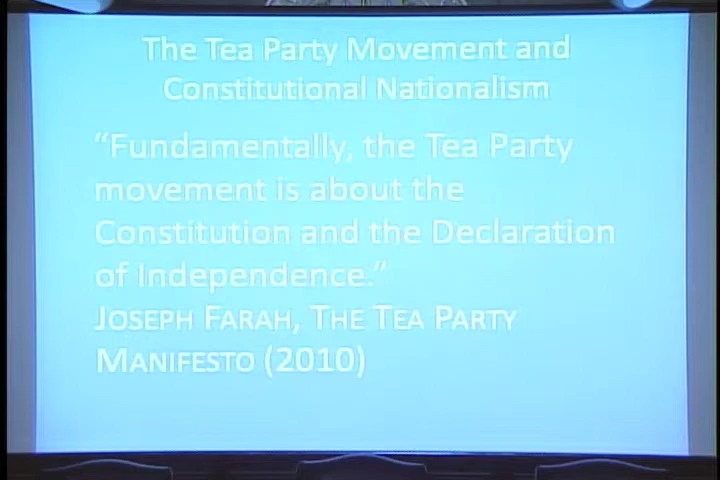 The Tea Party Movement and
Constitutional Nationalism
“Fundamentally, the Tea Party
movement is about the
Constitution and the Declaration
of Independence.”
JOSEPH FARAH, THE TEA PARTY
MANIFESTO (2010)